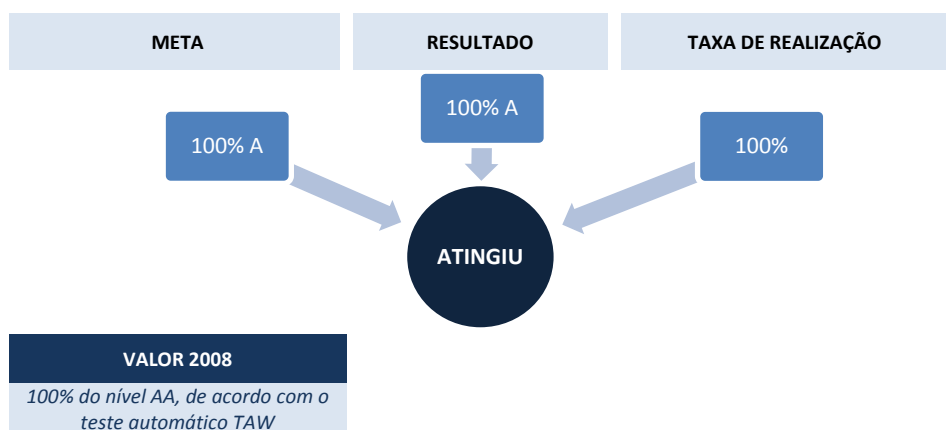 META
RESULTADO
TAXA DE REALIZAÇÃO
100% A
100% A
100%
ATINGIU
VALOR 2008
100% do nível AA, de acordo com o
teste automático TAW